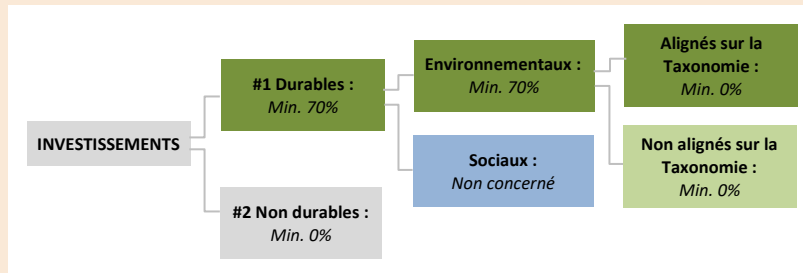 INVESTISSEMENTS
#1 Durables :
Min. 70%
#2 Non durables :
Min. 0%
Environnementaux :
Min. 70%
Sociaux :
Non concerné
Alignés sur la
Taxonomie :
Min. 0%
Non alignés sur la
Taxonomie :
Min. 0%